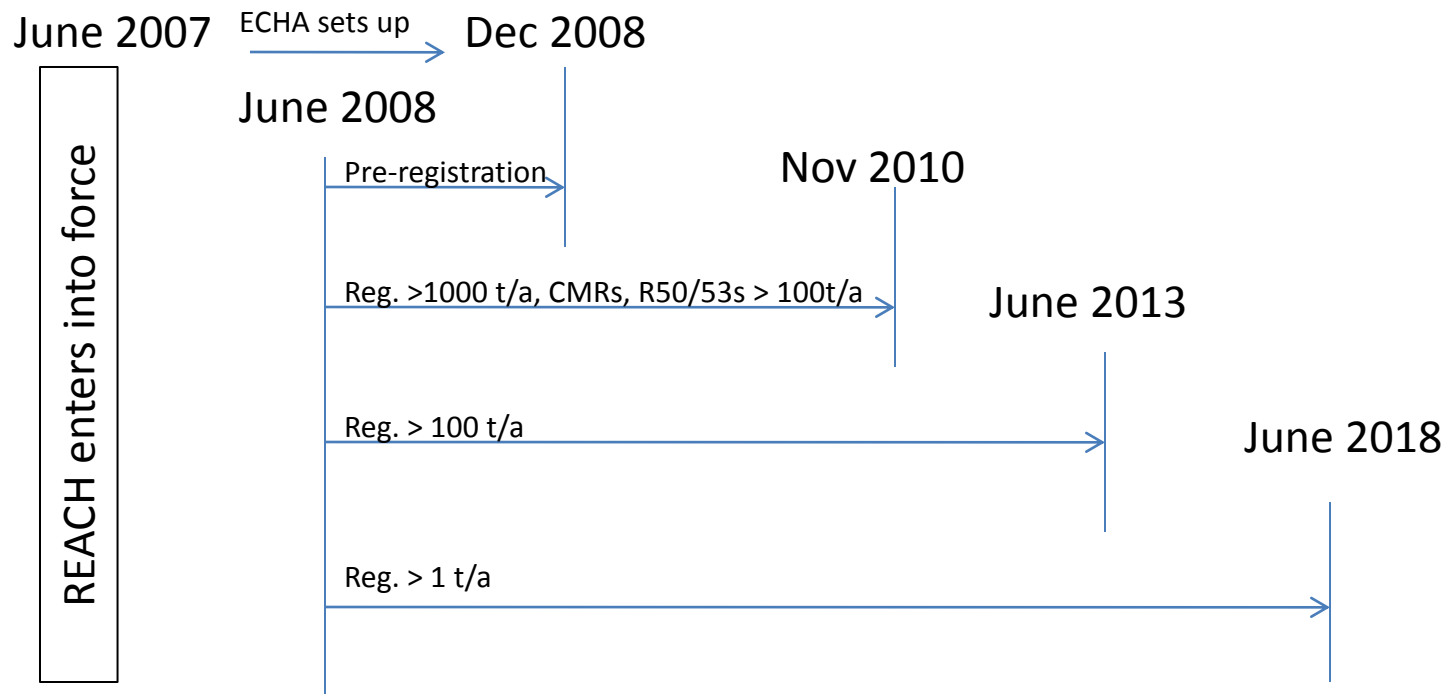 June 2007
ECHA sets up
Dec 2008
June 2008
REACH enters into force
Pre-registration
Nov 2010
Reg. >1000 t/a, CMRs, R50/53s > 100t/a
June 2013
Reg. > 100 t/a
June 2018
Reg. > 1 t/a